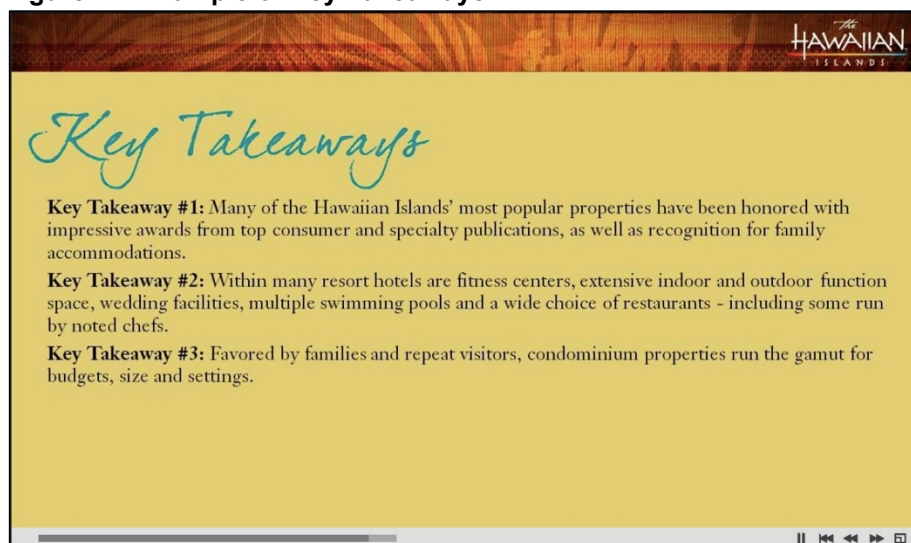 The
HAWAIIAN
ISLANDS
Key Takeaways
Key Takeaway #1: Many of the Hawaiian Islands' most popular properties have been honored with
impressive awards from top consumer and specialty publications, as well as recognition for family
accommodations.
Key Takeaway #2: Within many resort hotels are fitness centers, extensive indoor and outdoor function
space, wedding facilities, multiple swimming pools and a wide choice of restaurants - including some run
by noted chefs.
Key Takeaway #3: Favored by families and repeat visitors, condominium properties run the gamut for
budgets, size and settings.